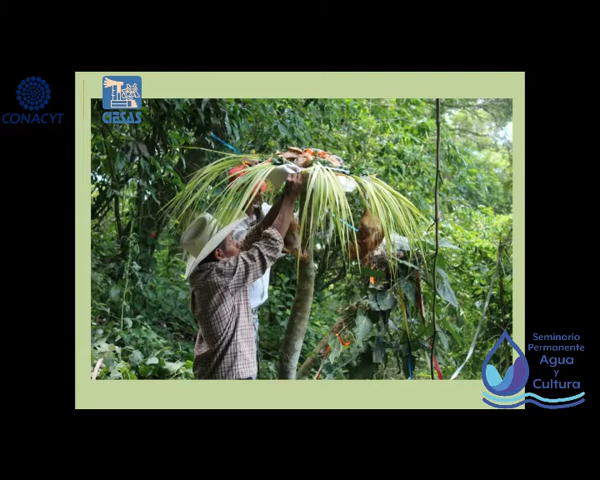 CONACYT
CIESAS
Seminario
Permanente
Agua
y
Cultura